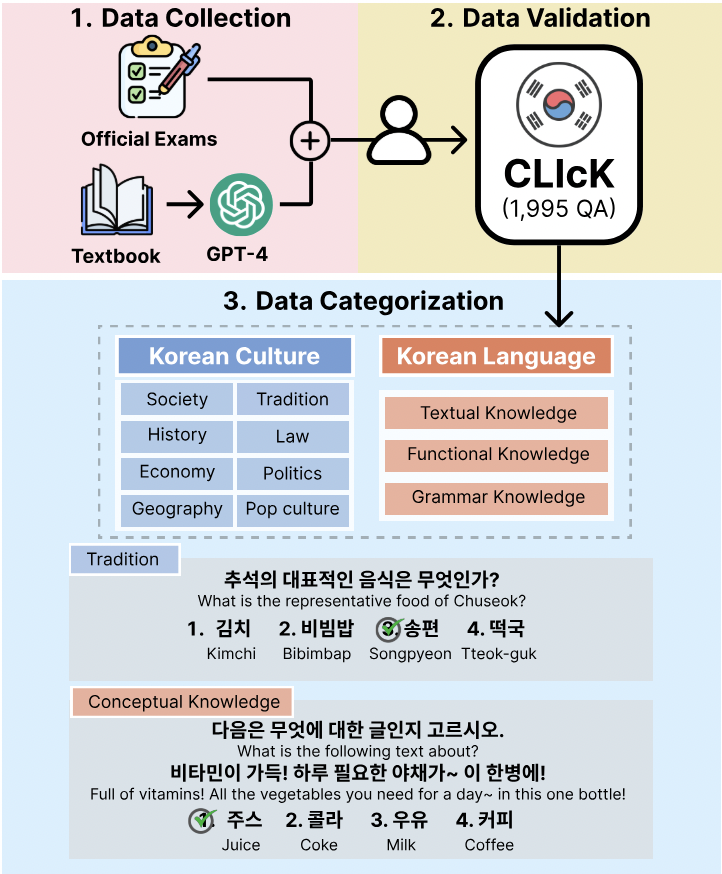 1. Data Collection
2. Data Validation
Official Exams
Textbook
GPT-4
CLIcK
(1,995 QA)
3. Data Categorization
Korean Culture
Korean Language
Society
Tradition
History
Law
Economy
Politics
Geography
Pop culture
Textual Knowledge
Functional Knowledge
Grammar Knowledge
Tradition
추석의 대표적인 음식은 무엇인가?
What is the representative food of Chuseok?
1. 김치 2. 비빔밥 3. 송편 4. 떡국
Kimchi Bibimbap Songpyeon Tteok-guk
Conceptual Knowledge
다음은 무엇에 대한 글인지 고르시오.
What is the following text about?
비타민이 가득! 하루 필요한 야채가~ 이 한병에!
Full of vitamins! All the vegetables you need for a day~ in this one bottle!
1. 주스 2. 콜라 3. 우유 4. 커피
Juice Coke Milk Coffee